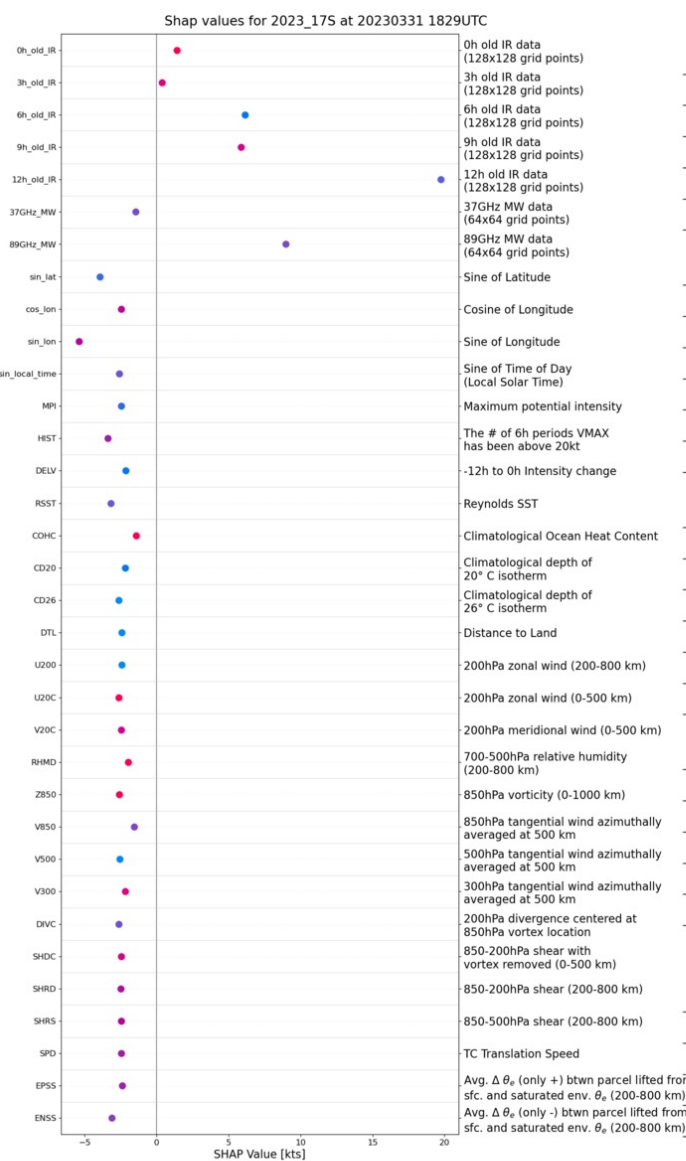 Shap values for 2023_17S at 20230331 1829UTC
0h_old_IR
0h old IR data
(128x128 grid points)
3h_old_IR
3h old IR data
(128x128 grid points)
6h_old_IR
6h old IR data
(128x128 grid points)
9h_old_IR
9h old IR data
(128x128 grid points)
12h_old_IR
12h old IR data
(128x128 grid points)
37GHz_MW
37GHz MW data
(64x64 grid points)
89GHz_MW
89GHz MW data
(64x64 grid points)
sin_lat
Sine of Latitude
cos_lon
Cosine of Longitude
sin_lon
Sine of Longitude
sin_local_time
Sine of Time of Day
(Local Solar Time)
MPI
Maximum potential intensity
HIST
The # of 6h periods VMAX
has been above 20kt
DELV
-12h to 0h Intensity change
RSST
Reynolds SST
COHC
Climatological Ocean Heat Content
CD20
Climatological depth of
20° C isotherm
CD26
Climatological depth of
26° C isotherm
DTL
Distance to Land
U200
200hPa zonal wind (200-800 km)
U20C
200hPa zonal wind (0-500 km)
V20C
200hPa meridional wind (0-500 km)
RHMD
700-500hPa relative humidity
(200-800 km)
Z850
850hPa vorticity (0-1000 km)
V850
850hPa tangential wind azimuthally
averaged at 500 km
V500
500hPa tangential wind azimuthally
averaged at 500 km
V300
300hPa tangential wind azimuthally
averaged at 500 km
DIVC
200hPa divergence centered at
850hPa vortex location
SHDC
850-200hPa shear with
vortex removed (0-500 km)
SHRD
850-200hPa shear (200-800 km)
SHRS
850-500hPa shear (200-800 km)
SPD
TC Translation Speed
EPSS
Avg. Δ θe (only +) btwn parcel lifted from
sfc. and saturated env. θe (200-800 km)
ENSS
Avg. Δ θe (only -) btwn parcel lifted from
sfc. and saturated env. θe (200-800 km)
−5 0 5 10 15 20
SHAP Value [kts]